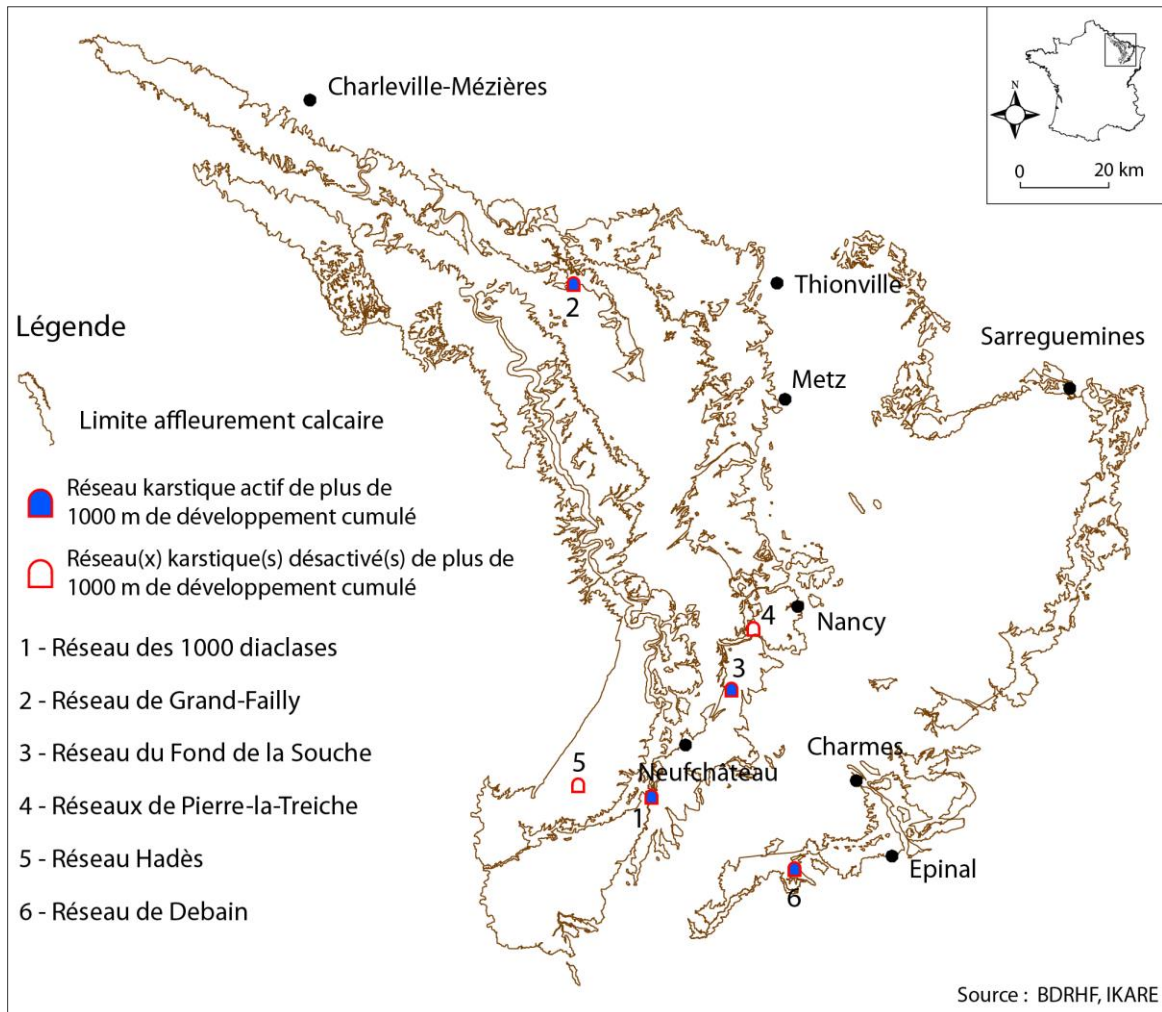 Charleville-Mézières
N
0 20 km
Thionville
2
Sarreguemines
Légende
Metz
Limite affleurement calcaire
Réseau karstique actif de plus de
1000 m de développement cumulé
Réseau(x) karstique(s) désactivé(s) de plus de
1000 m de développement cumulé
4
Nancy
1 - Réseau des 1000 diaclases
3
2 - Réseau de Grand-Failly
3 - Réseau du Fond de la Souche
Charmes
5
Neufchâteau
4 - Réseaux de Pierre-la-Treiche
1
5 - Réseau Hadès
Epinal
6
6 - Réseau de Debain
Source : BDRHF, IKARE